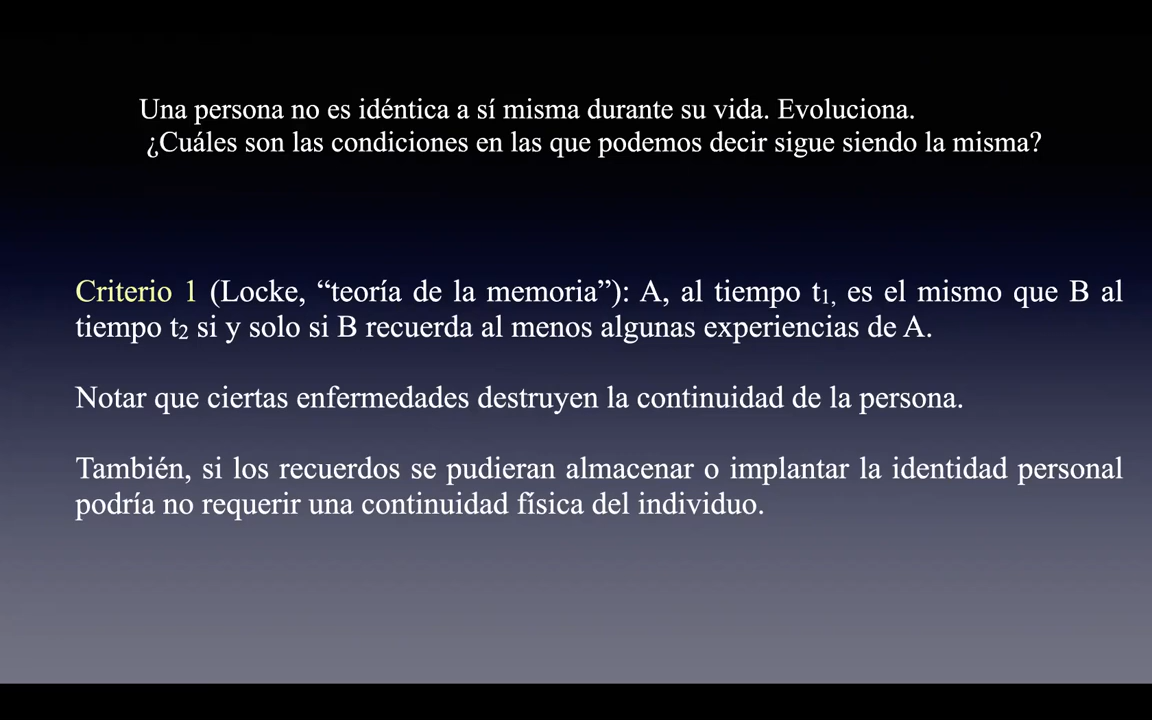 Una persona no es idéntica a sí misma durante su vida. Evoluciona.
¿Cuáles son las condiciones en las que podemos decir sigue siendo la misma?
Criterio 1 (Locke, “teoría de la memoria”): A, al tiempo t₁, es el mismo que B al
tiempo t₂ si y solo si B recuerda al menos algunas experiencias de A.
Notar que ciertas enfermedades destruyen la continuidad de la persona.
También, si los recuerdos se pudieran almacenar o implantar la identidad personal
podría no requerir una continuidad física del individuo.